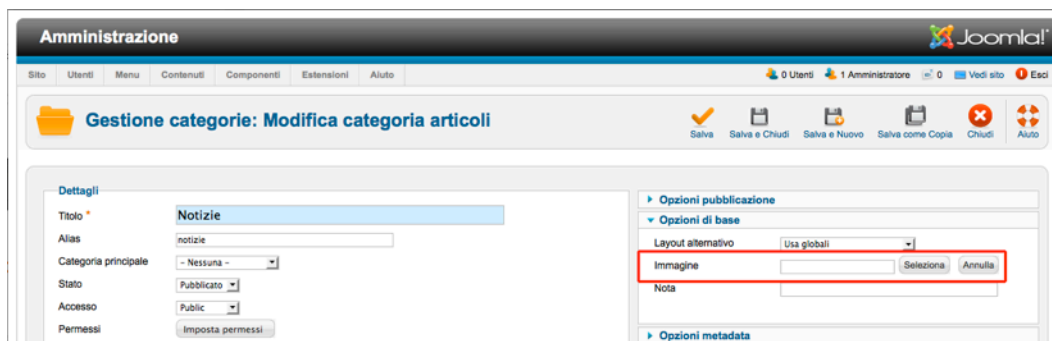 Amministrazione
Joomla!
Sito Utenti Menu Contenuti Componenti Estensioni Aiuto 0 Utenti 1 Amministratore 0 Vedi sito Esci
Gestione categorie: Modifica categoria articoli
Salva Salva e Chiudi Salva e Nuovo Salva come Copia Chiudi Aiuto
Dettagli
Titolo * Notizie
Alias notizie
Categoria principale - Nessuna -
Stato Pubblicato
Accesso Public
Permessi Imposta permessi
Opzioni pubblicazione
Opzioni di base
Layout alternativo Usa globali
Immagine Seleziona Annulla
Nota
Opzioni metadata